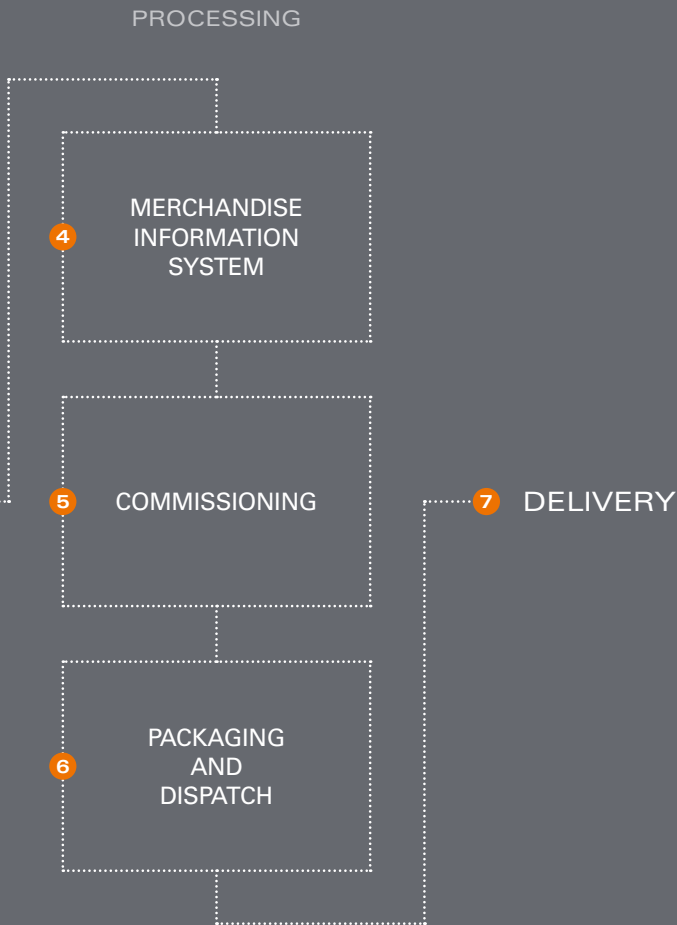 PROCESSING
4
MERCHANDISE
INFORMATION
SYSTEM
5
COMMISSIONING
7
DELIVERY
6
PACKAGING
AND
DISPATCH